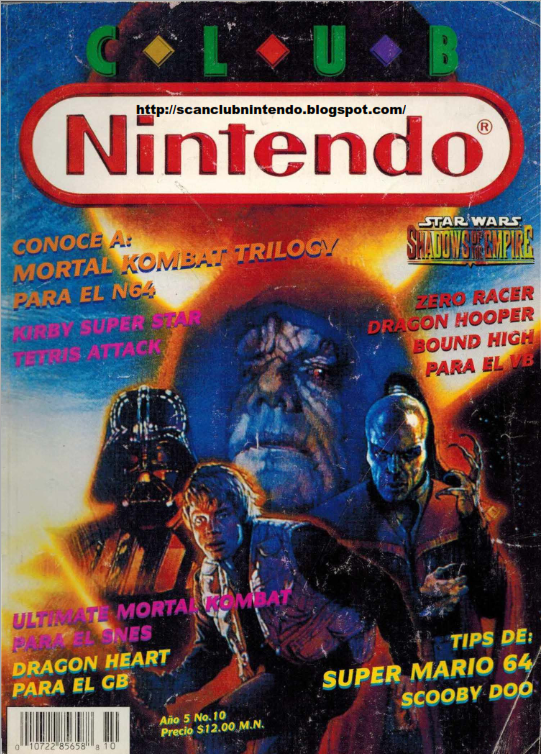 CLUB
http://scanclubnintendo.blogspot.com/
Nintendo®
CONOCE A:
MORTAL KOMBAT TRILOGY
PARA EL N64
KIRBY SUPER STAR
TETRIS ATTACK
STAR WARS
SHADOWS OF THE EMPIRE
ZERO RACER
DRAGON HOOPER
BOUND HIGH
PARA EL VB
ULTIMATE MORTAL KOMBAT
PARA EL SNES
DRAGON HEART
PARA EL GB
TIPS DE:
SUPER MARIO 64
SCOOBY DOO
Año 5 No.10
Precio $12.00 M.N.
0 10722 85658 8 10